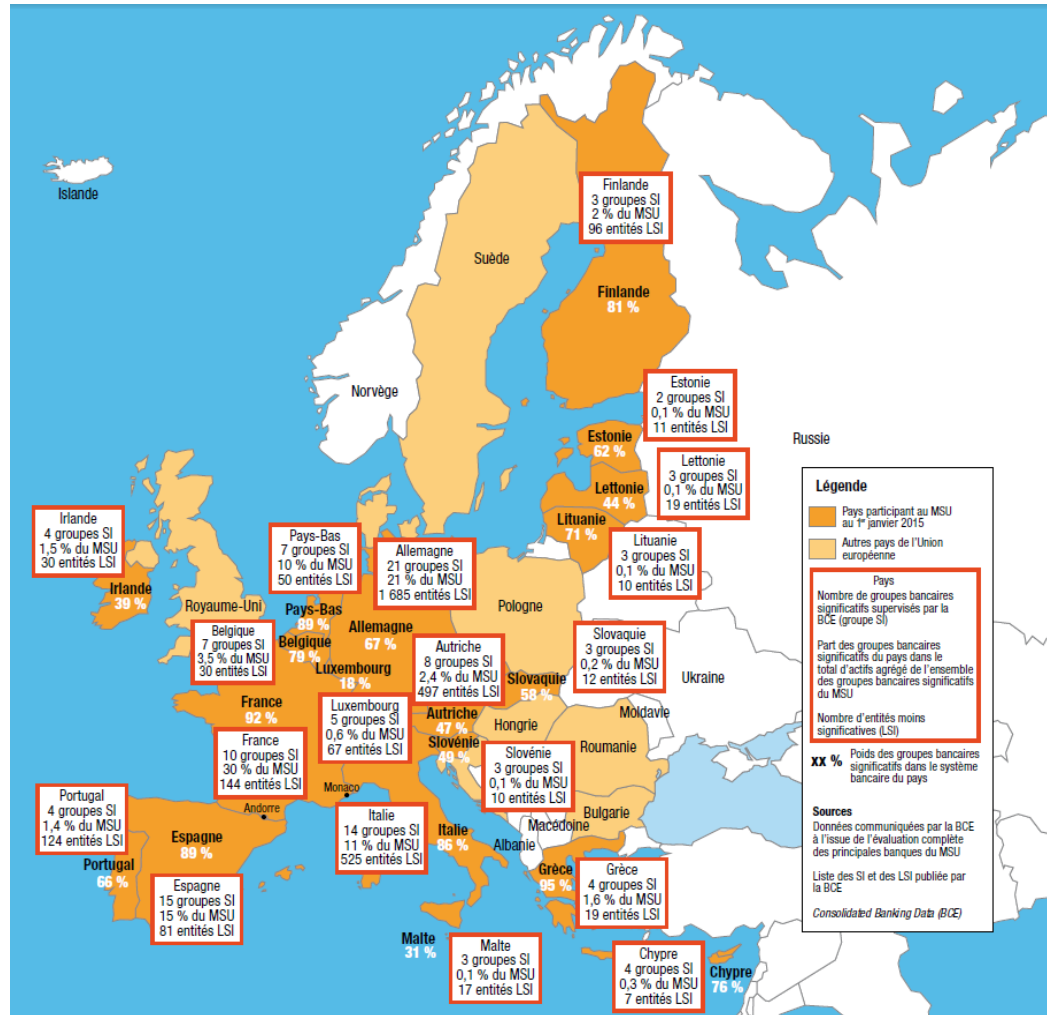 Islande
Finlande
3 groupes SI
2 % du MSU
96 entités LSI
Suède
Finlande
81 %
Norvège
Estonie
2 groupes SI
0,1 % du MSU
11 entités LSI
Russie
Estonie
62 %
Lettonie
3 groupes SI
0,1 % du MSU
19 entités LSI
Lettonie
44 %
Lituanie
71 %
Lituanie
3 groupes SI
0,1 % du MSU
10 entités LSI
Irlande
4 groupes SI
1,5 % du MSU
30 entités LSI
Irlande
39 %
Royaume-Uni
Pays-Bas
7 groupes SI
10 % du MSU
50 entités LSI
Allemagne
21 groupes SI
21 % du MSU
1 685 entités LSI
Pologne
Pays-Bas
89 %
Allemagne
67 %
Belgique
7 groupes SI
3,5 % du MSU
30 entités LSI
Belgique
79 %
Luxembourg
18 %
Autriche
8 groupes SI
2,4 % du MSU
497 entités LSI
Slovaquie
58 %
Slovaquie
3 groupes SI
0,2 % du MSU
12 entités LSI
Ukraine
Moldavie
France
92 %
France
10 groupes SI
30 % du MSU
144 entités LSI
Luxembourg
5 groupes SI
0,6 % du MSU
67 entités LSI
Autriche
47 %
Hongrie
Slovénie
49 %
Roumanie
Slovénie
3 groupes SI
0,1 % du MSU
10 entités LSI
Monaco
Andorre
Bulgarie
Macédoine
Albanie
Portugal
4 groupes SI
1,4 % du MSU
124 entités LSI
Espagne
89 %
Portugal
66 %
Espagne
15 groupes SI
15 % du MSU
81 entités LSI
Italie
14 groupes SI
11 % du MSU
525 entités LSI
Italie
86 %
Grèce
95 %
Grèce
4 groupes SI
1,6 % du MSU
19 entités LSI
Malte
31 %
Malte
3 groupes SI
0,1 % du MSU
17 entités LSI
Chypre
4 groupes SI
0,3 % du MSU
7 entités LSI
Chypre
76 %
Légende
Pays participant au MSU
au 1er janvier 2015
Autres pays de l'Union
européenne
Pays
Nombre de groupes bancaires
significatifs supervisés par la
BCE (groupe SI)
Part des groupes bancaires
significatifs du pays dans le
total d'actifs agrégé de l'ensemble
des groupes bancaires significatifs
du MSU
Nombre d'entités moins
significatives (LSI)
xx % Poids des groupes bancaires
significatifs dans le système
bancaire du pays
Sources
Données communiquées par la BCE
à l'issue de l'évaluation complète
des principales banques du MSU
Liste des SI et des LSI publiée par
la BCE
Consolidated Banking Data (BCE)